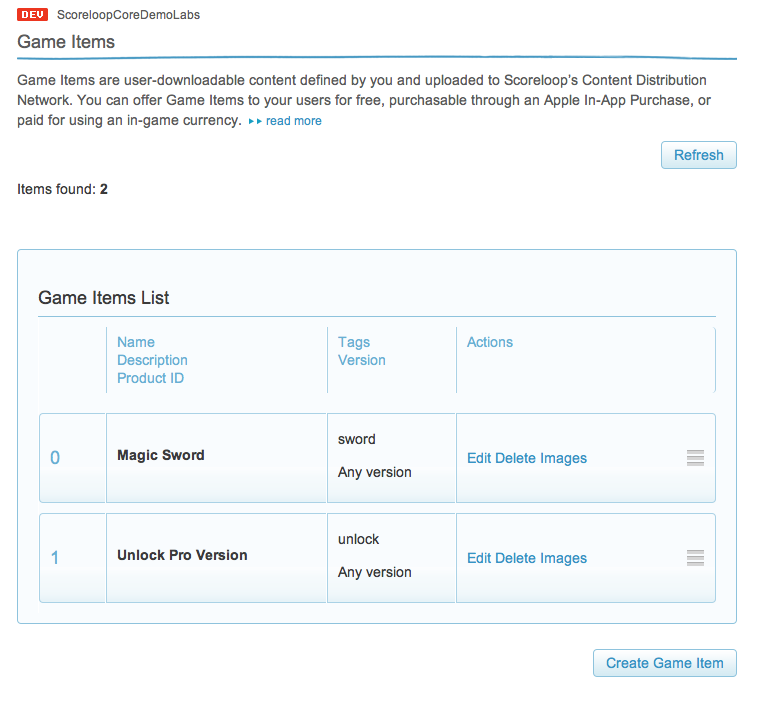 DEV ScoreloopCoreDemoLabs
Game Items
Game Items are user-downloadable content defined by you and uploaded to Scoreloop's Content Distribution
Network. You can offer Game Items to your users for free, purchasable through an Apple In-App Purchase, or
paid for using an in-game currency. read more
Refresh
Items found: 2
Game Items List
Name
Description
Product ID
Tags
Version
Actions
0
Magic Sword
sword
Any version
Edit Delete Images
1
Unlock Pro Version
unlock
Any version
Edit Delete Images
Create Game Item